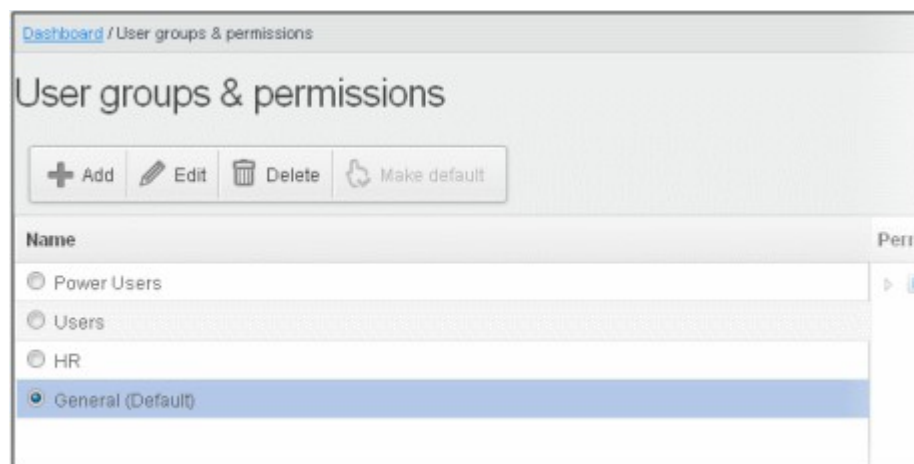 Dashboard / User groups & permissions
User groups & permissions
Add Edit Delete Make default
Name
Power Users
Users
HR
General (Default)